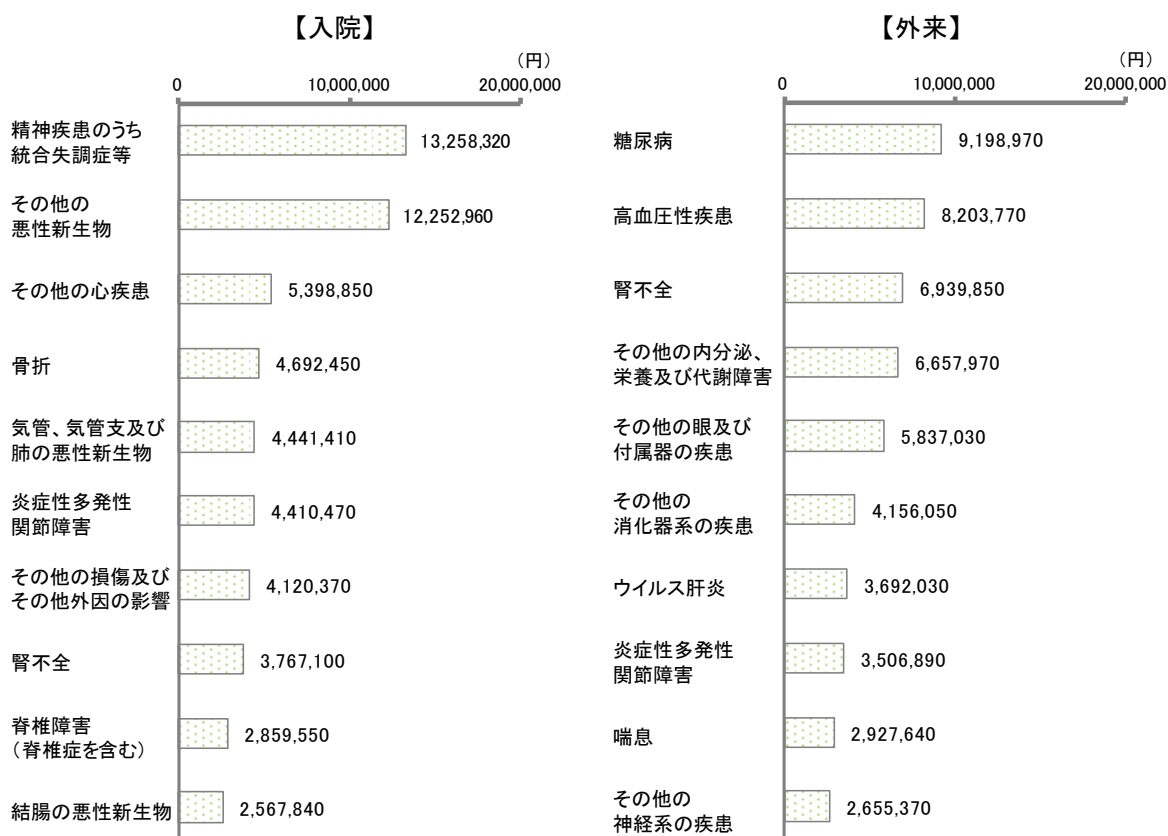 【入院】
(円)
0 10,000,000 20,000,000
精神疾患のうち
統合失調症等
13,258,320
その他の
悪性新生物
12,252,960
その他の心疾患
5,398,850
骨折
4,692,450
気管、気管支及び
肺の悪性新生物
4,441,410
炎症性多発性
関節障害
4,410,470
その他の損傷及び
その他外因の影響
4,120,370
腎不全
3,767,100
脊椎障害
(脊椎症を含む)
2,859,550
結腸の悪性新生物
2,567,840
【外来】
(円)
0 10,000,000 20,000,000
糖尿病
9,198,970
高血圧性疾患
8,203,770
腎不全
6,939,850
その他の内分泌、
栄養及び代謝障害
6,657,970
その他の眼及び
付属器の疾患
5,837,030
その他の
消化器系の疾患
4,156,050
ウイルス肝炎
3,692,030
炎症性多発性
関節障害
3,506,890
喘息
2,927,640
その他の
神経系の疾患
2,655,370